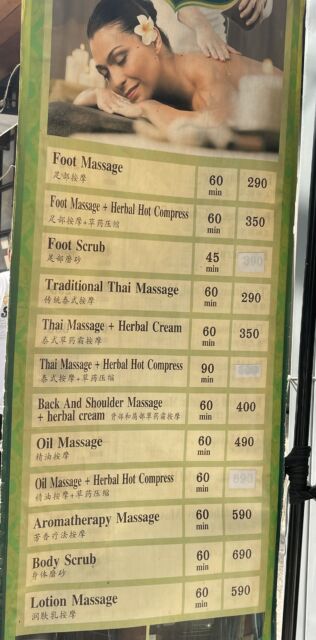 Foot Massage 60 290
足部按摩 min
Foot Massage + Herbal Hot Compress 60 350
足部按摩+草药压缩 min
Foot Scrub 45 390
足部磨砂 min
Traditional Thai Massage 60 290
传统泰式按摩 min
Thai Massage + Herbal Cream 60 350
泰式草药霜按摩 min
Thai Massage + Herbal Hot Compress 90
泰式按摩+草药压缩 min
Back And Shoulder Massage 60 400
+ herbal cream 背部和肩部草药霜按摩 min
Oil Massage 60 490
精油按摩 min
Oil Massage + Herbal Hot Compress 60 690
精油按摩+草药压缩 min
Aromatherapy Massage 60 590
芳香疗法按摩 min
Body Scrub 60 690
身体磨砂 min
Lotion Massage 60 590
润肤乳按摩 min